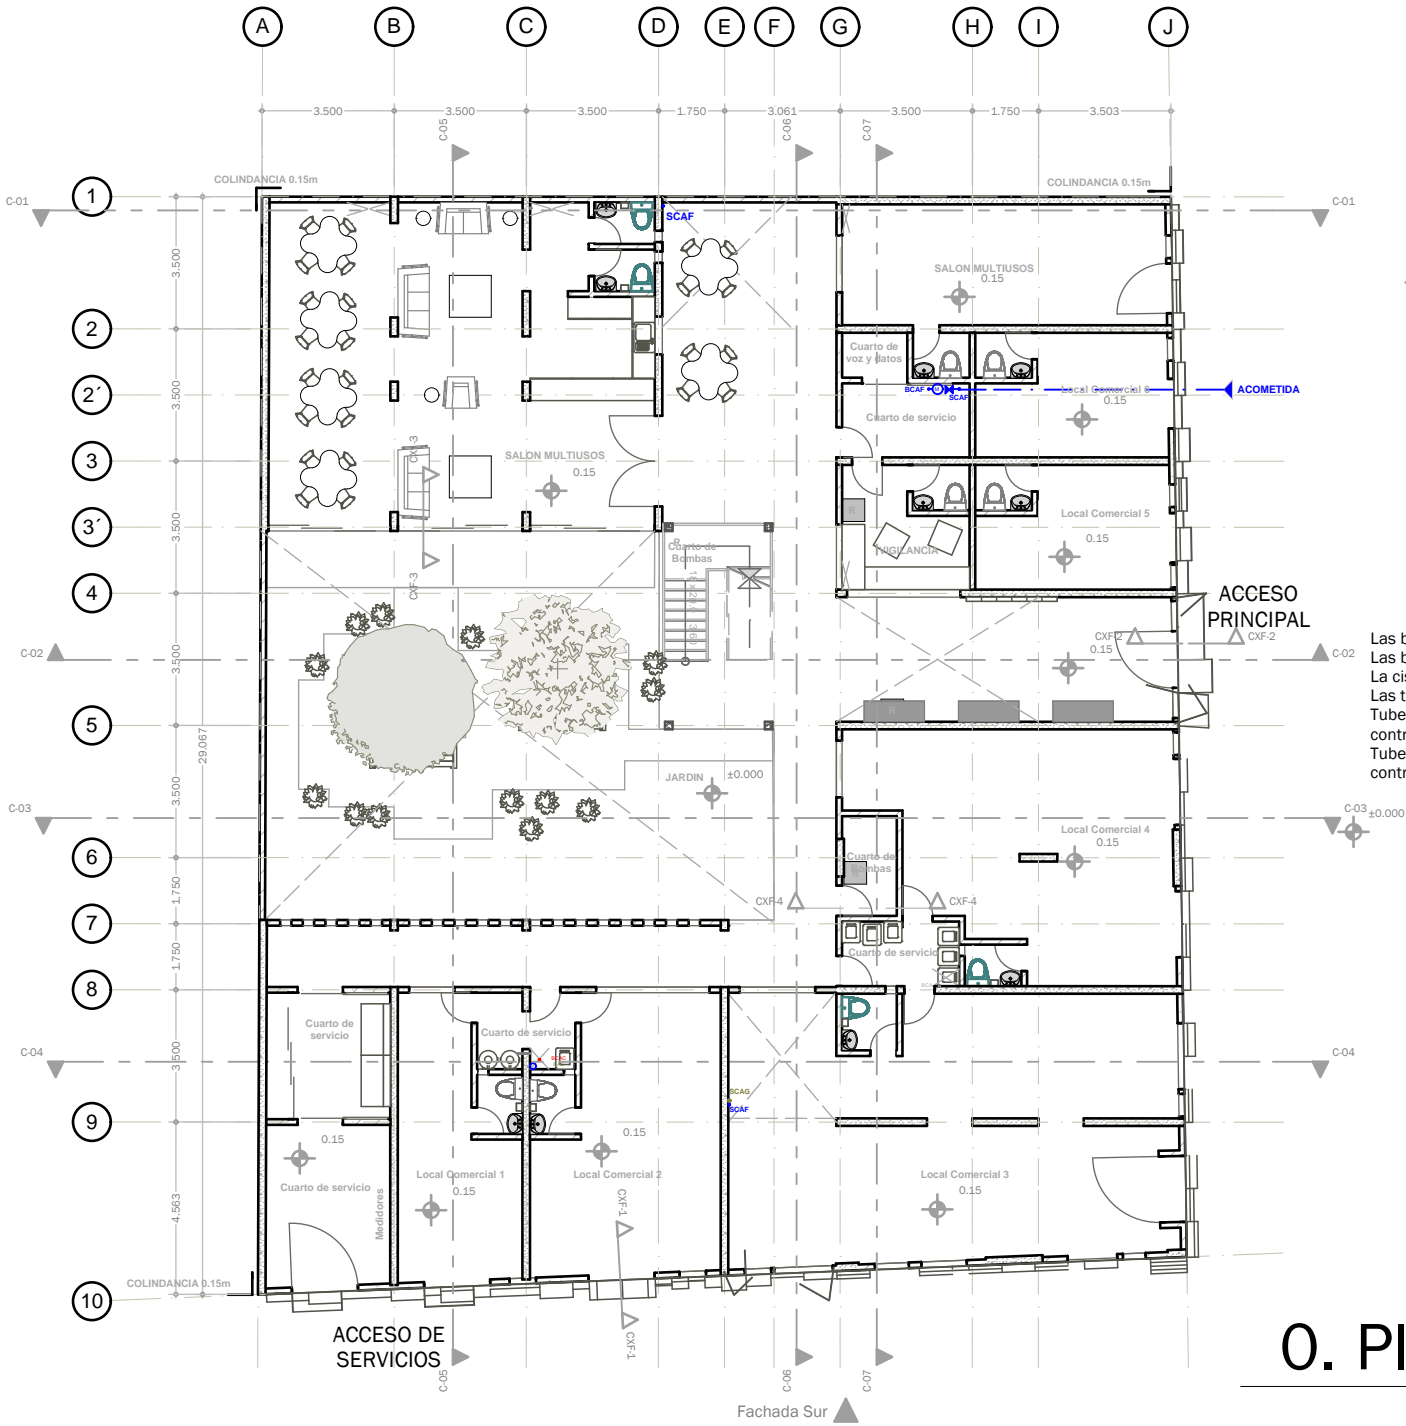 A B C D E F G H I J
3.500 3.500 3.500 1.750 3.061 3.500 1.750 3.503
C-05 C-06 C-07
COLINDANCIA 0.15m
COLINDANCIA 0.15m
1
C-01
C-01
SCAF
3.500
SALON MULTIUSOS
0.15
2
Cuarto de
voz y datos
2´
3.500
BCAF
M
SCAF
Local Comercial 6
0.15
ACOMETIDA
Cuarto de servicio
3
CXF-3
SALON MULTIUSOS
0.15
3´
3.500
R
Local Comercial 5
0.15
VIGILANCIA
R
Cuarto de
Bombas
CXF-3
4
ACCESO
PRINCIPAL
CXF-2
CXF-2
0.15
C-02
C-02
3.500
R
5
29.067
JARDIN
±0.000
3.500
C-03
C-03
±0.000
Local Comercial 4
0.15
6
Cuarto de
Bombas
R
1.750
CXF-4
CXF-4
7
Cuarto de servicio
1.750
8
Cuarto de
servicio
Cuarto de servicio
SCAC
C-04
C-04
3.500
SCAG
SCAF
9
0.15
0.15
Cuarto de servicio
Medidores
Local Comercial 1
0.15
Local Comercial 2
CXF-1
Local Comercial 3
0.15
4.563
COLINDANCIA 0.15m
10
CXF-1
ACCESO DE
SERVICIOS
C-05 C-06 C-07
Fachada Sur
Las b
Las b
La cis
Las t
Tube
contr
Tube
contr
0. Pl